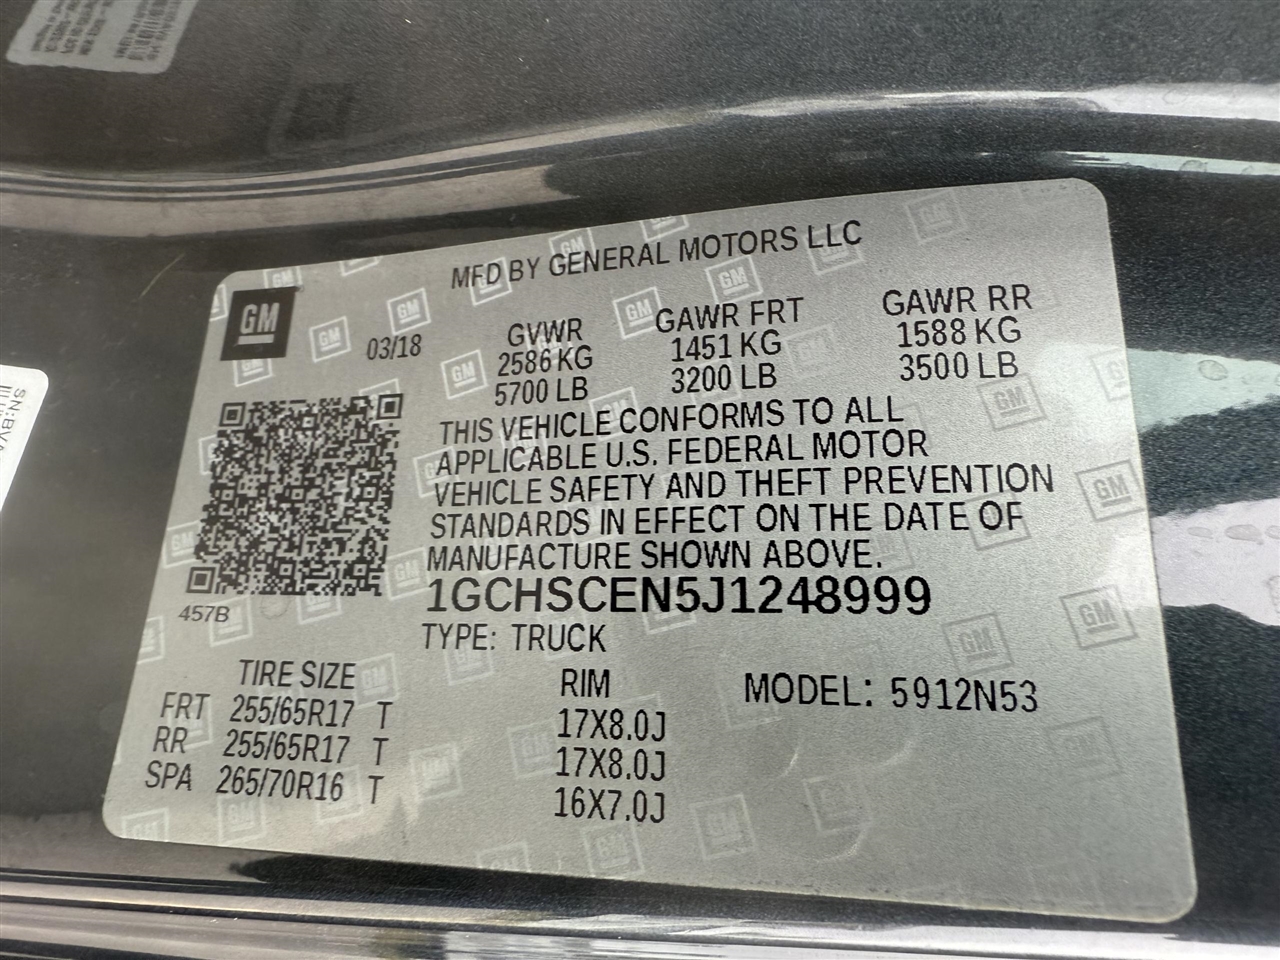 MFD BY GENERAL MOTORS LLC
GM
03/18
GVWR GAWR FRT GAWR RR
2586 KG 1451 KG 1588 KG
5700 LB 3200 LB 3500 LB
THIS VEHICLE CONFORMS TO ALL
APPLICABLE U.S. FEDERAL MOTOR
VEHICLE SAFETY AND THEFT PREVENTION
STANDARDS IN EFFECT ON THE DATE OF
MANUFACTURE SHOWN ABOVE.
1GCHSCEN5J1248999
457B
TYPE: TRUCK
TIRE SIZE RIM MODEL: 5912N53
FRT 255/65R17 T 17X8.0J
RR 255/65R17 T 17X8.0J
SPA 265/70R16 T 16X7.0J